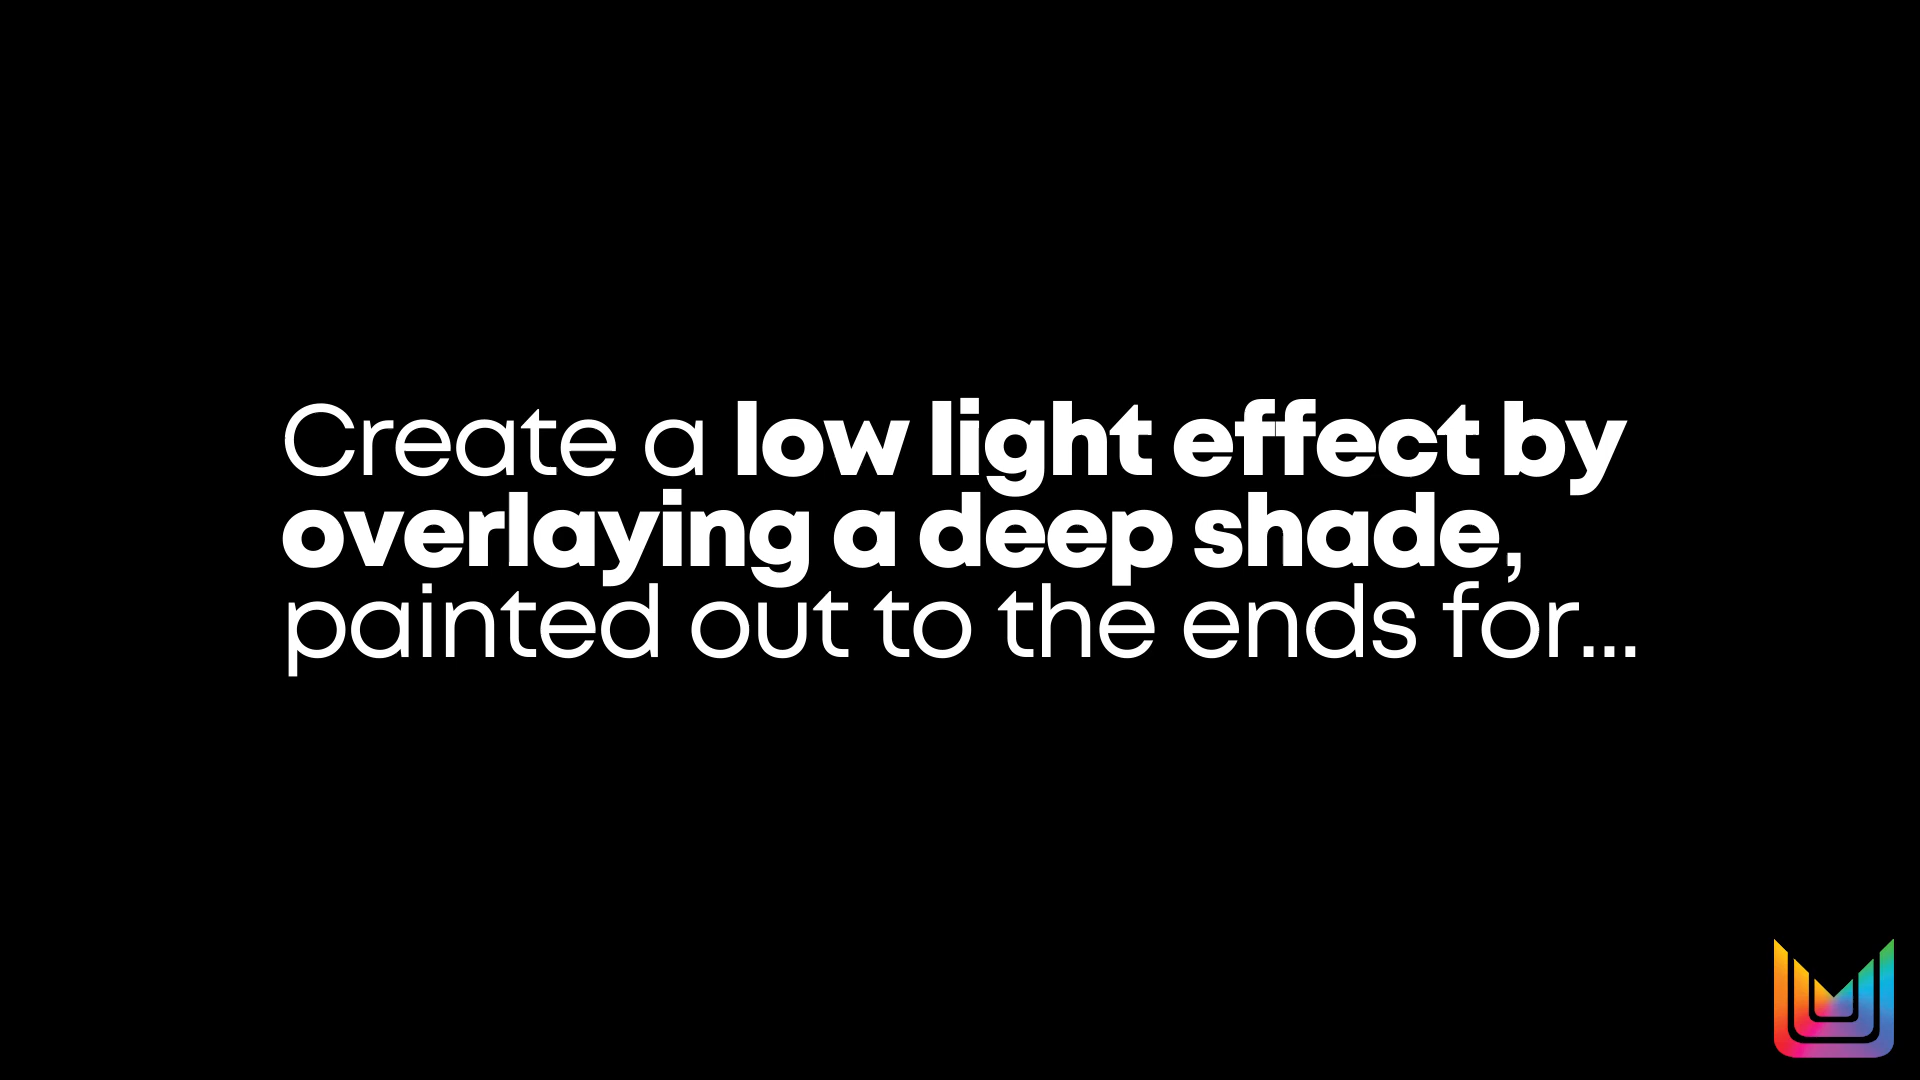 Create a low light effect by
overlaying a deep shade,
painted out to the ends for...